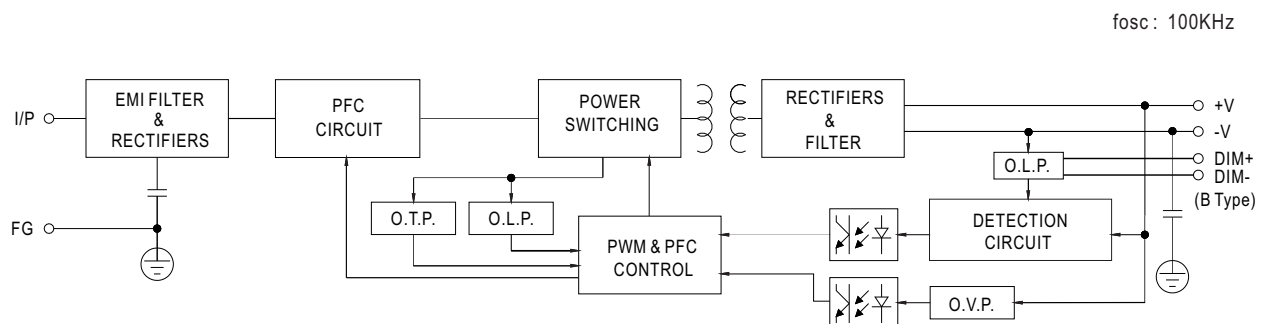 fosc : 100KHz
I/P
EMI FILTER
&
RECTIFIERS
PFC
CIRCUIT
POWER
SWITCHING
RECTIFIERS
&
FILTER
+V
-V
DIM+
DIM-
(B Type)
O.L.P.
FG
O.T.P.
O.L.P.
PWM & PFC
CONTROL
DETECTION
CIRCUIT
O.V.P.